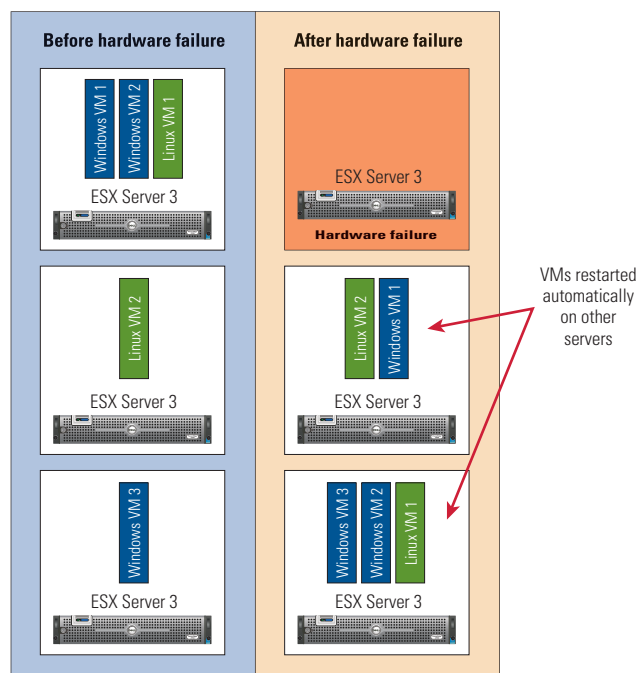 Before hardware failure
After hardware failure
Windows VM 1
Windows VM 2
Linux VM 1
ESX Server 3
ESX Server 3
Hardware failure
Linux VM 2
ESX Server 3
Linux VM 2
Windows VM 1
ESX Server 3
VMs restarted
automatically
on other
servers
Windows VM 3
ESX Server 3
Windows VM 3
Windows VM 2
Linux VM 1
ESX Server 3